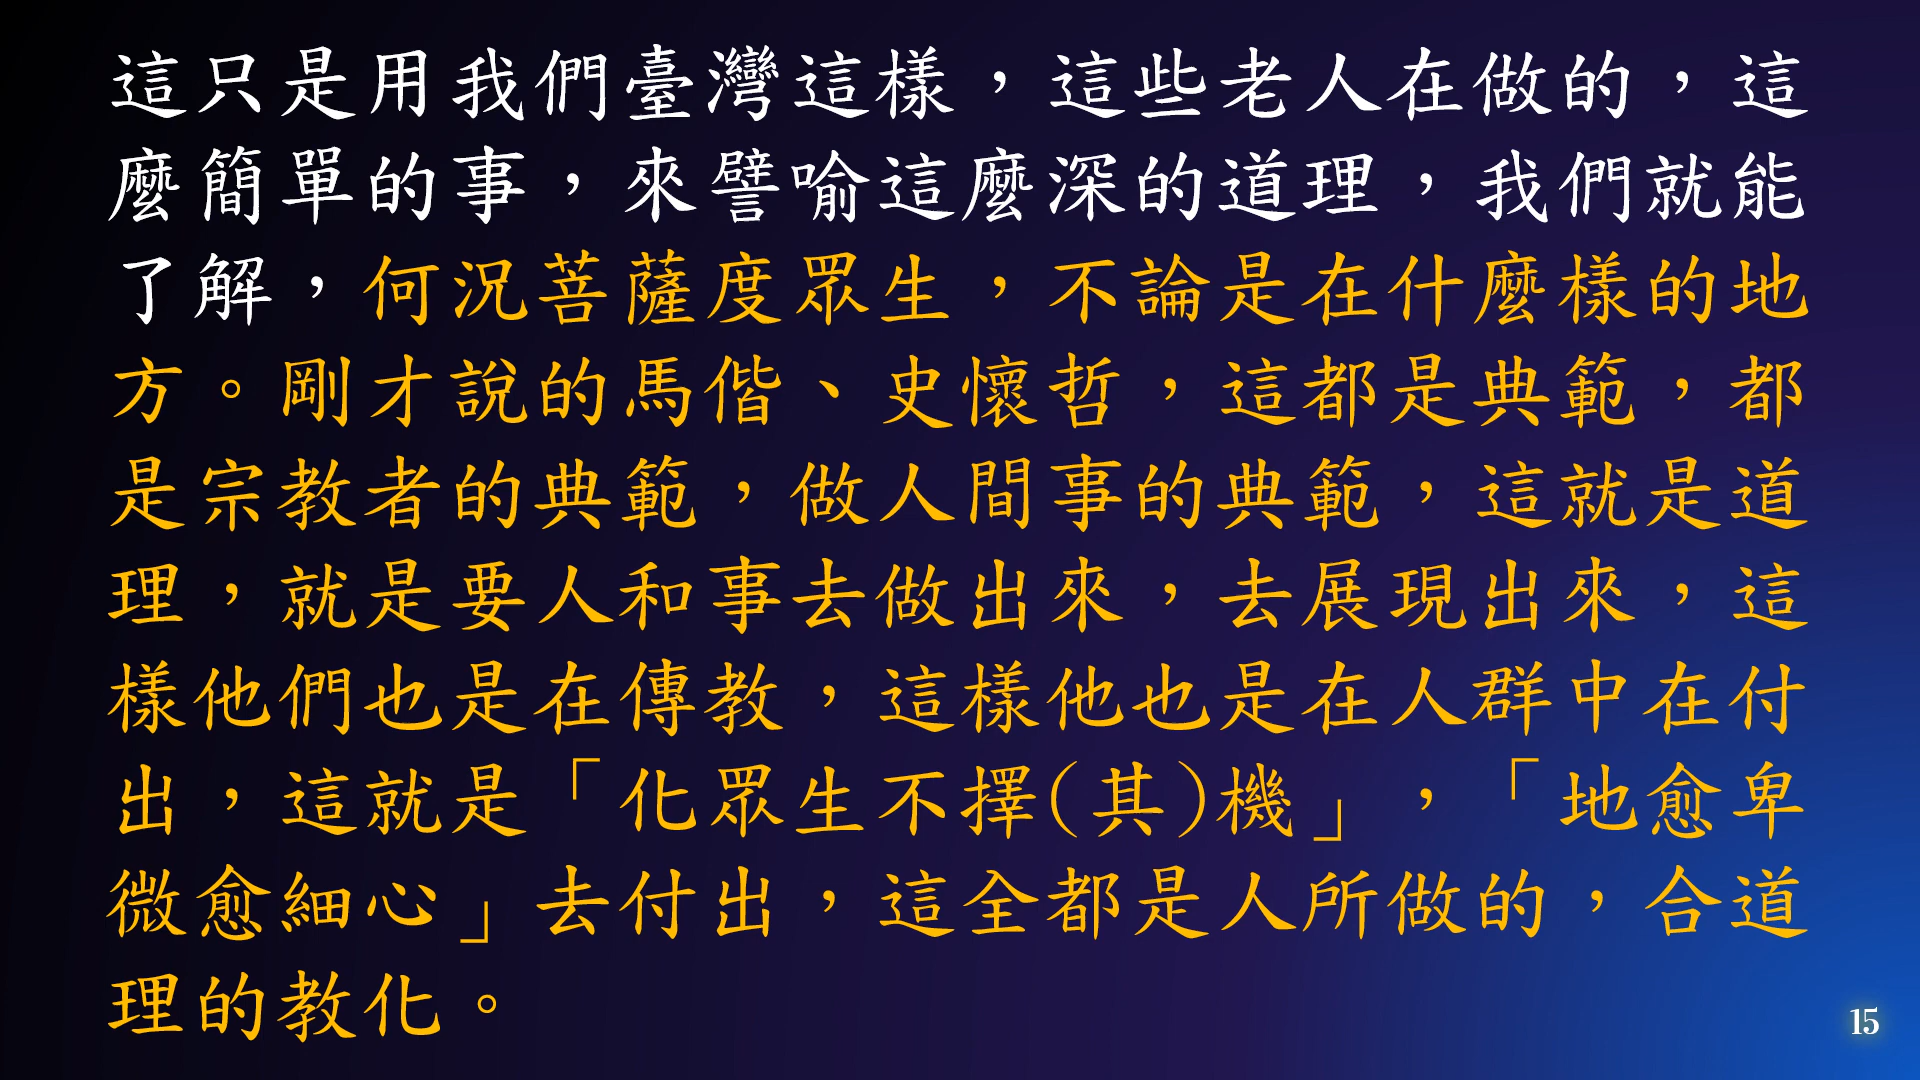 這只是用我們臺灣這樣，這些老人在做的，這
麼簡單的事，來譬喻這麼深的道理，我們就能
了解，何況菩薩度眾生，不論是在什麼樣的地
方。剛才說的馬偕、史懷哲，這都是典範，都
是宗教者的典範，做人間事的典範，這就是道
理，就是要人和事去做出來，去展現出來，這
樣他們也是在傳教，這樣他也是在人群中在付
出，這就是「化眾生不擇(其)機」，「地愈卑
微愈細心」去付出，這全都是人所做的，合道
理的教化。
15